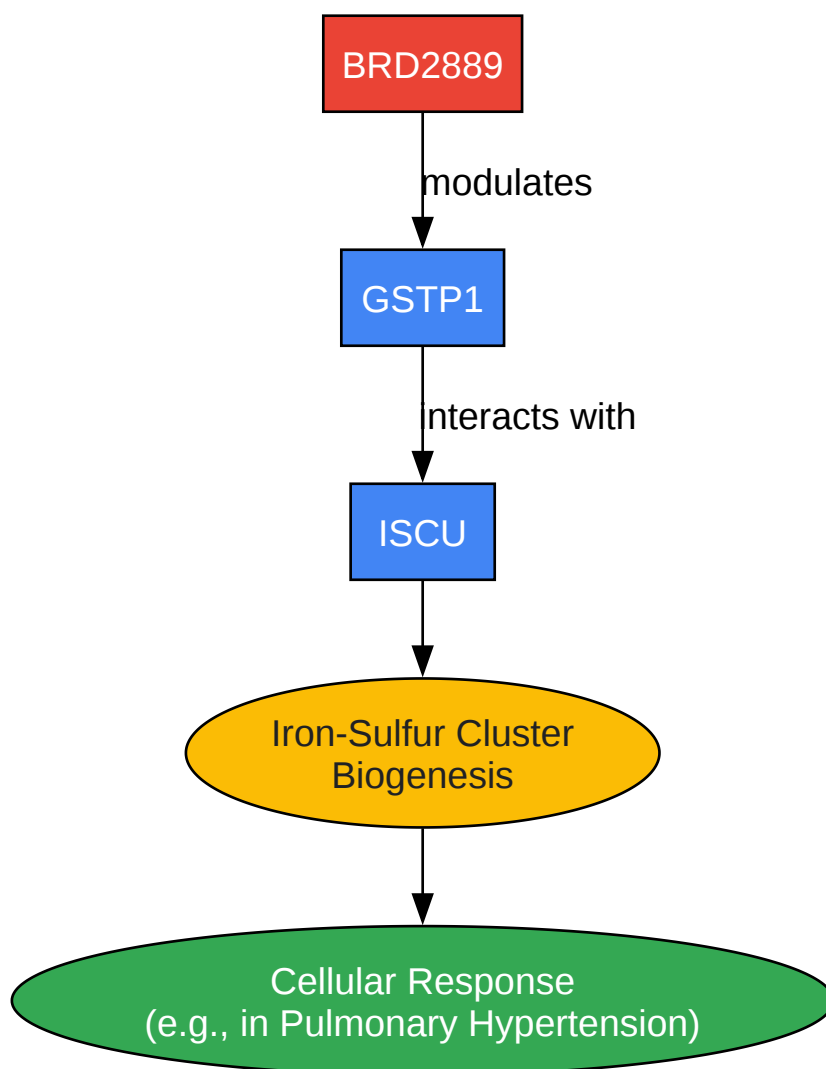 BRD2889
modulates
GSTP1
interacts with
ISCU
Iron-Sulfur Cluster
Biogenesis
Cellular Response
(e.g., in Pulmonary Hypertension)